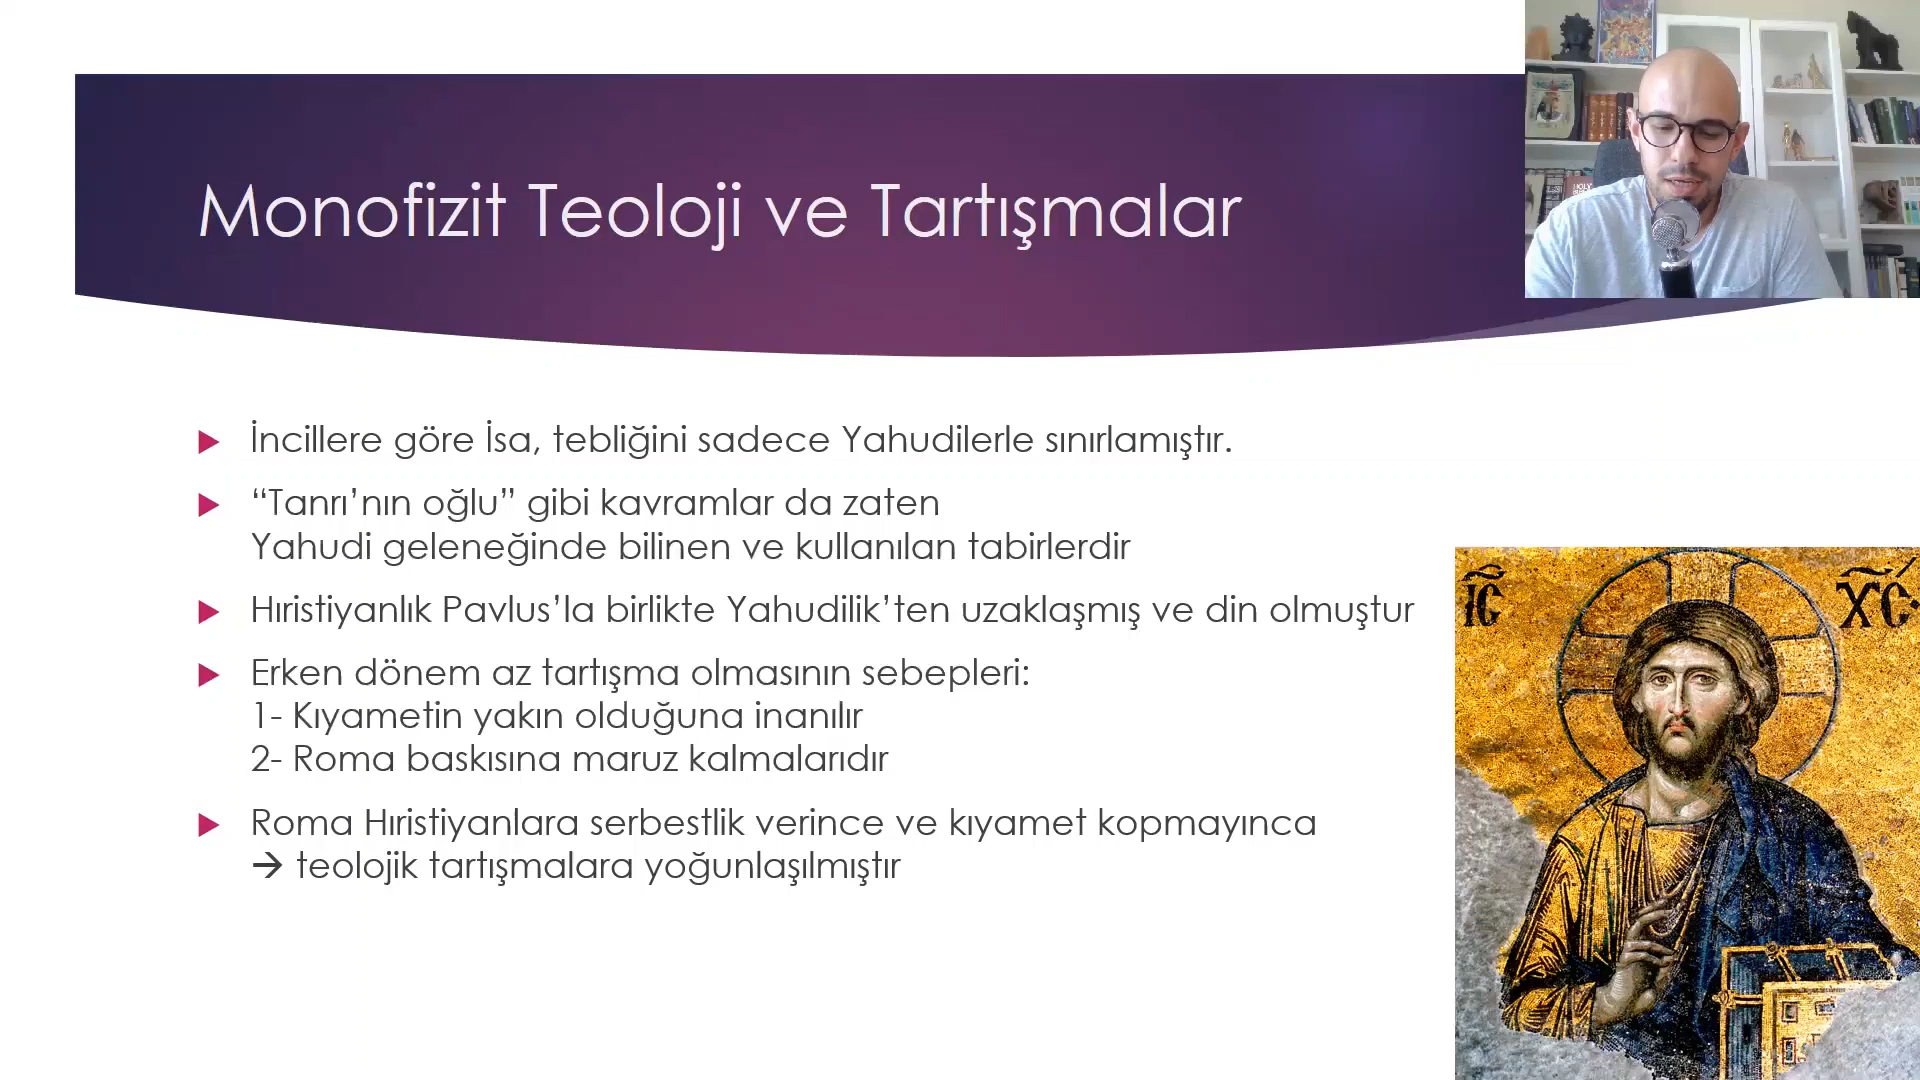 Monofizit Teoloji ve Tartışmalar
İncillere göre İsa, tebliğini sadece Yahudilerle sınırlamıştır.
“Tanrı’nın oğlu” gibi kavramlar da zaten
Yahudi geleneğinde bilinen ve kullanılan tabirlerdir
Hıristiyanlık Pavlus’la birlikte Yahudilik’ten uzaklaşmış ve din olmuştur
Erken dönem az tartışma olmasının sebepleri:
1- Kıyametin yakın olduğuna inanılır
2- Roma baskısına maruz kalmalarıdır
Roma Hıristiyanlara serbestlik verince ve kıyamet kopmayınca
→ teolojik tartışmalara yoğunlaşılmıştır
HOLY
IC
XC